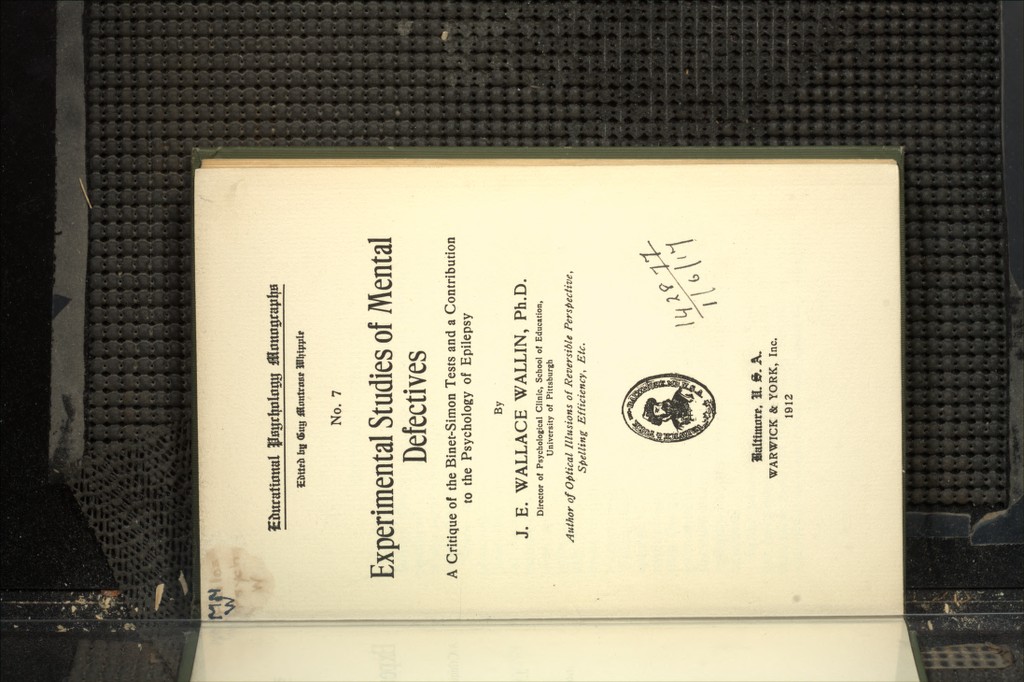 Educational Psychology Monographs
Edited by Guy Montrose Whipple
No. 7
Experimental Studies of Mental
Defectives
A Critique of the Binet-Simon Tests and a Contribution
to the Psychology of Epilepsy
By
J. E. WALLACE WALLIN, Ph.D.
Director of Psychological Clinic, School of Education,
University of Pittsburgh
Author of Optical Illusions of Reversible Perspective,
Spelling Efficiency, Etc.
142877
1/6/17
Baltimore, U. S. A.
WARWICK & YORK, Inc.
1912